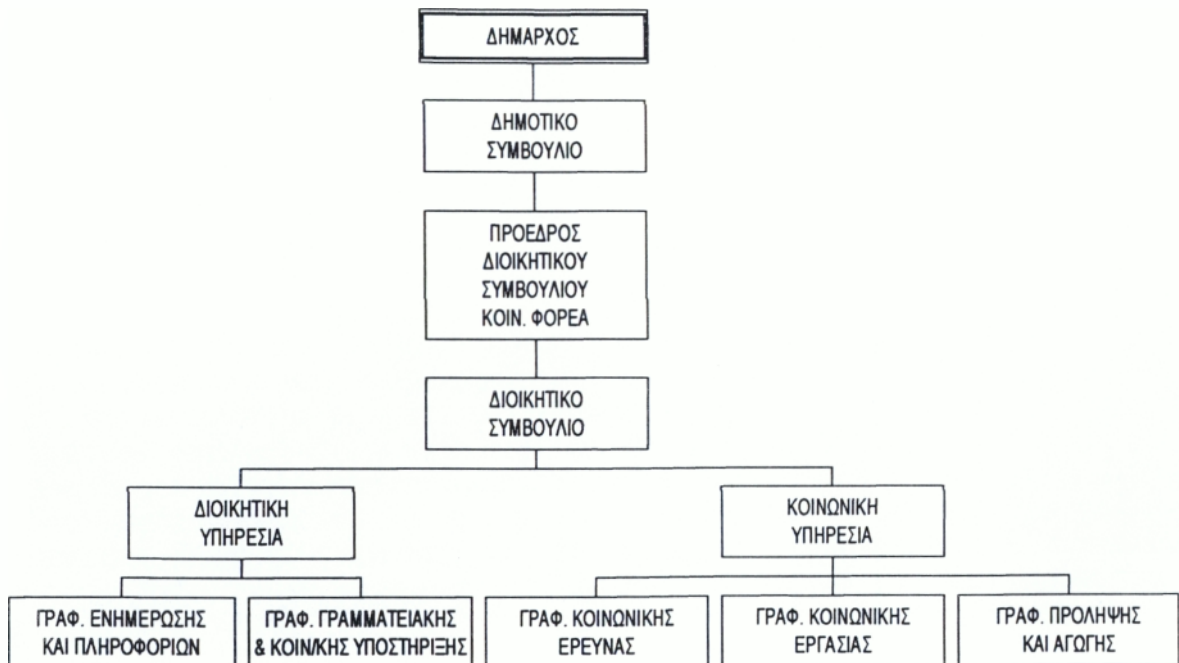 ΔΗΜΑΡΧΟΣ
ΔΗΜΟΤΙΚΟ
ΣΥΜΒΟΥΛΙΟ
ΠΡΟΕΔΡΟΣ
ΔΙΟΙΚΗΤΙΚΟΥ
ΣΥΜΒΟΥΛΙΟΥ
ΚΟΙΝ. ΦΟΡΕΑ
ΔΙΟΙΚΗΤΙΚΟ
ΣΥΜΒΟΥΛΙΟ
ΔΙΟΙΚΗΤΙΚΗ
ΥΠΗΡΕΣΙΑ
ΚΟΙΝΩΝΙΚΗ
ΥΠΗΡΕΣΙΑ
ΓΡΑΦ. ΕΝΗΜΕΡΩΣΗΣ
ΚΑΙ ΠΛΗΡΟΦΟΡΙΩΝ
ΓΡΑΦ. ΓΡΑΜΜΑΤΕΙΑΚΗΣ
& ΚΟΙΝ/ΚΗΣ ΥΠΟΣΤΗΡΙΞΗΣ
ΓΡΑΦ. ΚΟΙΝΩΝΙΚΗΣ
ΕΡΕΥΝΑΣ
ΓΡΑΦ. ΚΟΙΝΩΝΙΚΗΣ
ΕΡΓΑΣΙΑΣ
ΓΡΑΦ. ΠΡΟΛΗΨΗΣ
ΚΑΙ ΑΓΩΓΗΣ